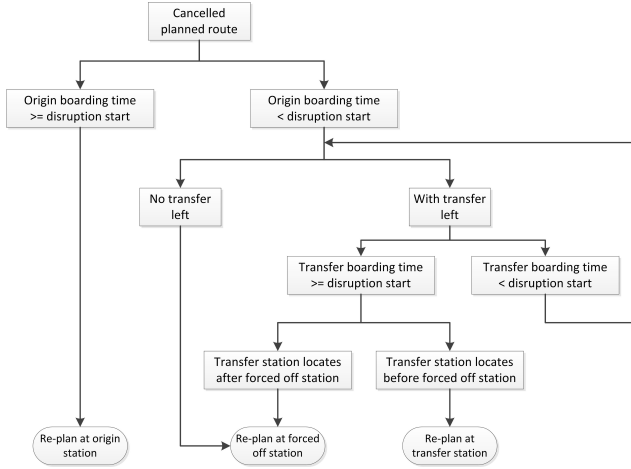 Cancelled
planned route
Origin boarding time
>= disruption start
Origin boarding time
< disruption start
No transfer
left
With transfer
left
Transfer boarding time
>= disruption start
Transfer boarding time
< disruption start
Transfer station locates
after forced off station
Transfer station locates
before forced off station
Re-plan at origin
station
Re-plan at forced
off station
Re-plan at
transfer station